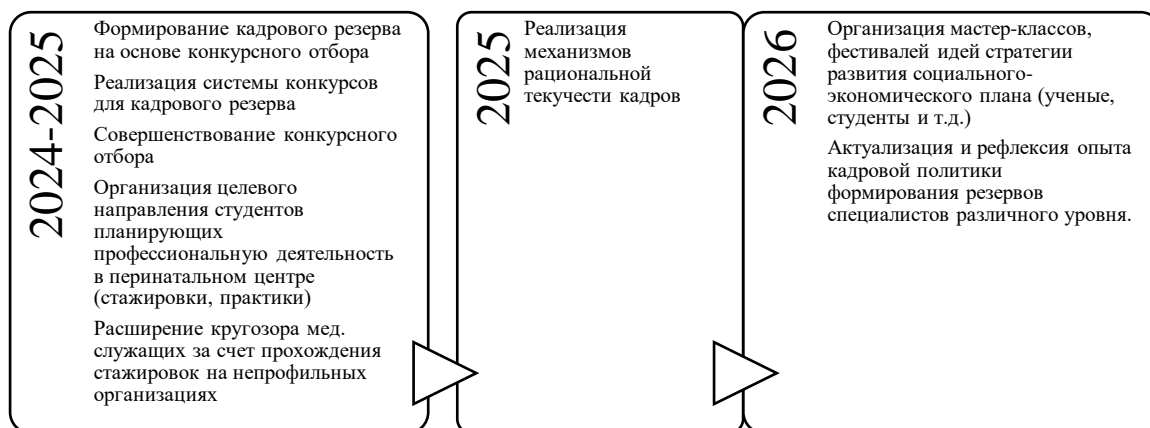 2024-2025
Формирование кадрового резерва
на основе конкурсного отбора
Реализация системы конкурсов
для кадрового резерва
Совершенствование конкурсного
отбора
Организация целевого
направления студентов
планирующих
профессиональную деятельность
в перинатальном центре
(стажировки, практики)
Расширение кругозора мед.
служащих за счет прохождения
стажировок на непрофильных
организациях
2025
Реализация
механизмов
рациональной
текучести кадров
2026
Организация мастер-классов,
фестивалей идей стратегии
развития социального-
экономического плана (ученые,
студенты и т.д.)
Актуализация и рефлексия опыта
кадровой политики
формирования резервов
специалистов различного уровня.